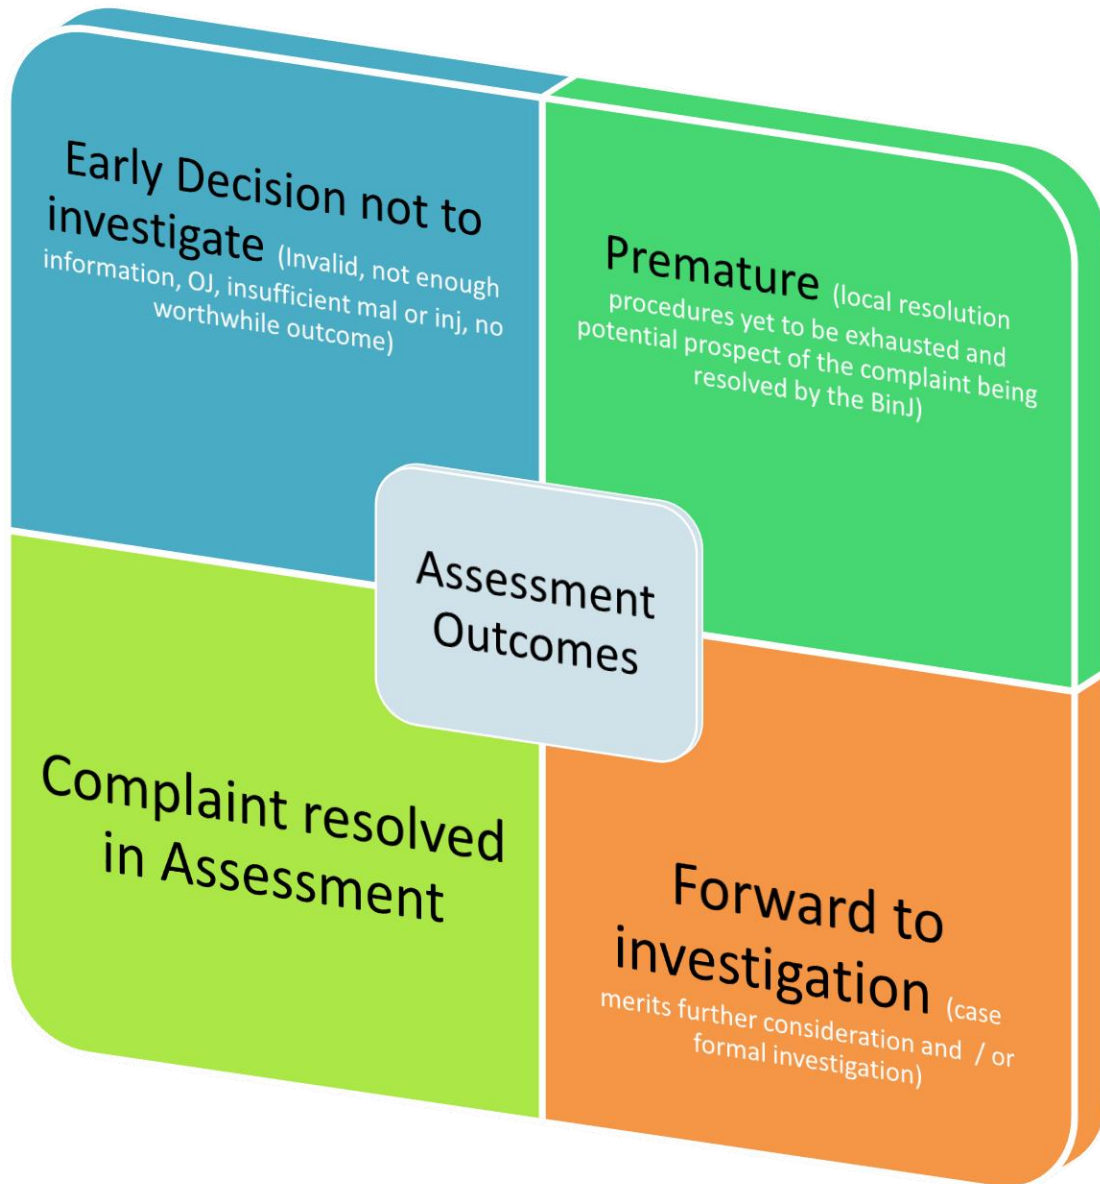 Early Decision not to
investigate (Invalid, not enough
information, OJ, insufficient mal or inj, no
worthwhile outcome)
Premature (local resolution
procedures yet to be exhausted and
potential prospect of the complaint being
resolved by the BinJ)
Assessment
Outcomes
Complaint resolved
in Assessment
Forward to
investigation (case
merits further consideration and / or
formal investigation)